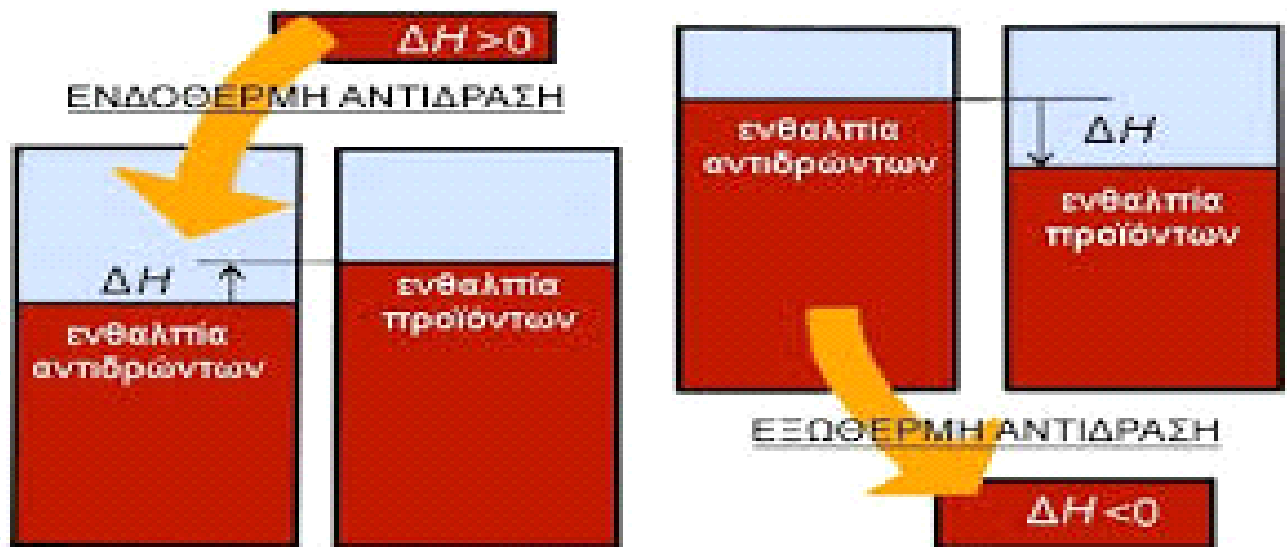 ΔH >0
ΕΝΔΟΘΕΡΜΗ ΑΝΤΙΔΡΑΣΗ
ΔH
ενθαλπία
αντιδρώντων
ενθαλπία
προϊόντων
ενθαλπία
αντιδρώντων
ΔH
ενθαλπία
προϊόντων
ΕΞΩΘΕΡΜΗ ΑΝΤΙΔΡΑΣΗ
ΔH <0